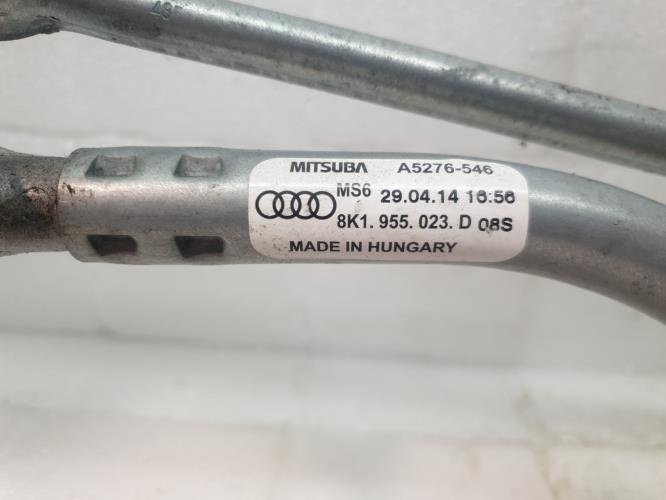 MITSUBA A5276-546
MS6 29.04.14 16:56
8K1. 955. 023. D 08S
MADE IN HUNGARY